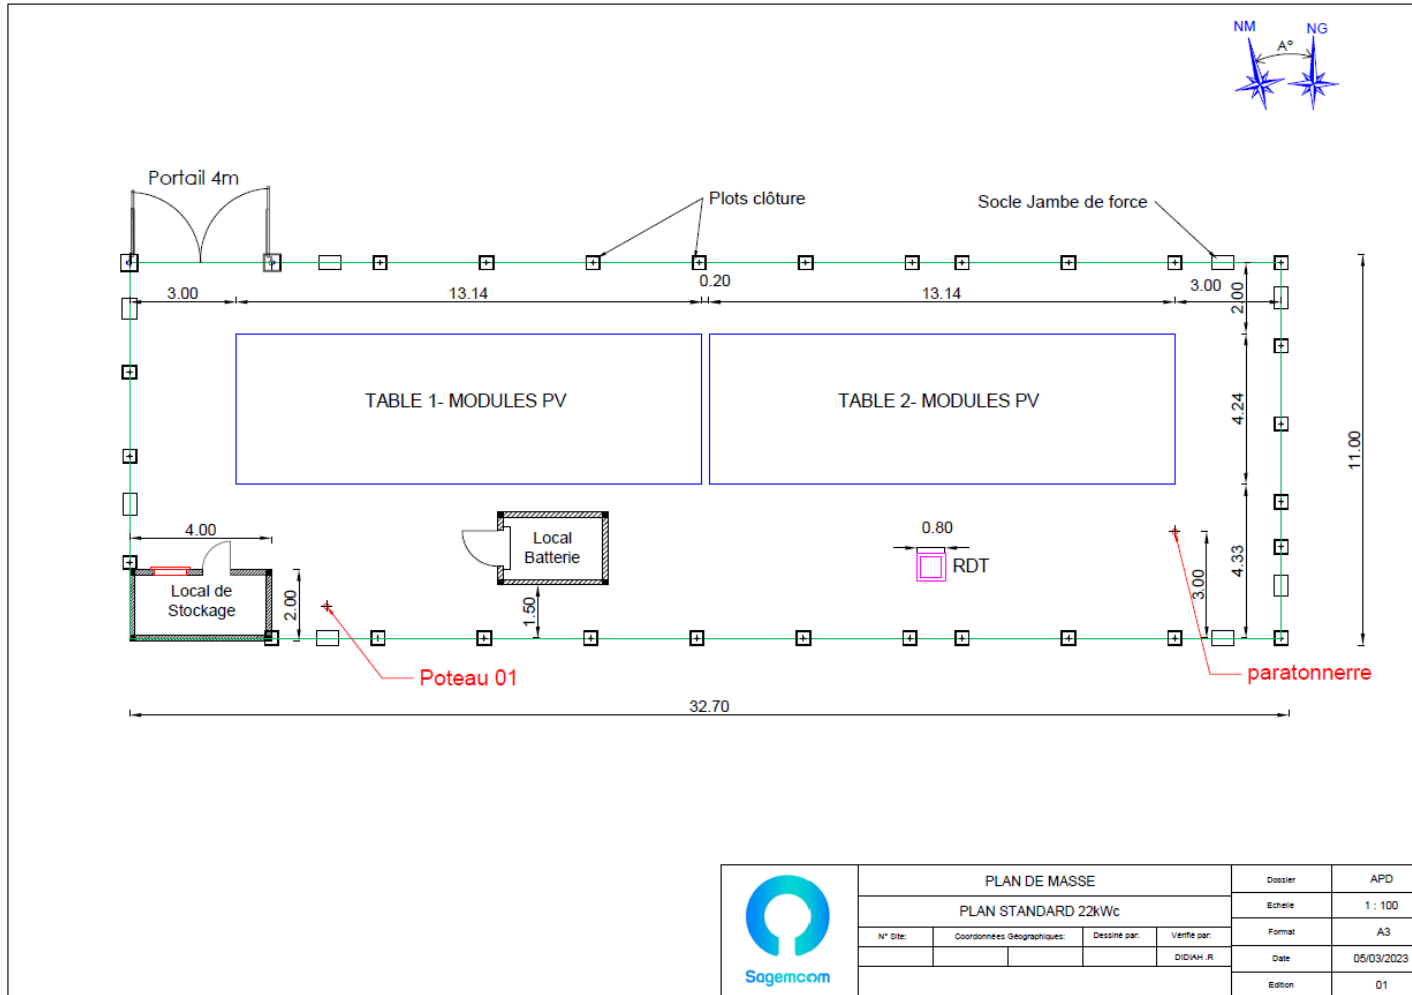 NM
NG
A°
Portail 4m
Plots clôture
Socle Jambe de force
3.00
13.14
0.20
13.14
3.00
2.00
TABLE 1- MODULES PV
TABLE 2- MODULES PV
4.24
11.00
4.00
Local
Batterie
0.80
RDT
4.33
3.00
Local de
Stockage
2.00
1.50
Poteau 01
paratonnerre
32.70
Sagemcom
PLAN DE MASSE
PLAN STANDARD 22kWc
N° Site:
Coordonnées Géographiques:
Dessiné par:
Vérifié par:
DIDIAH .R
Dossier
APD
Echelle
1 : 100
Format
A3
Date
05/03/2023
Edition
01